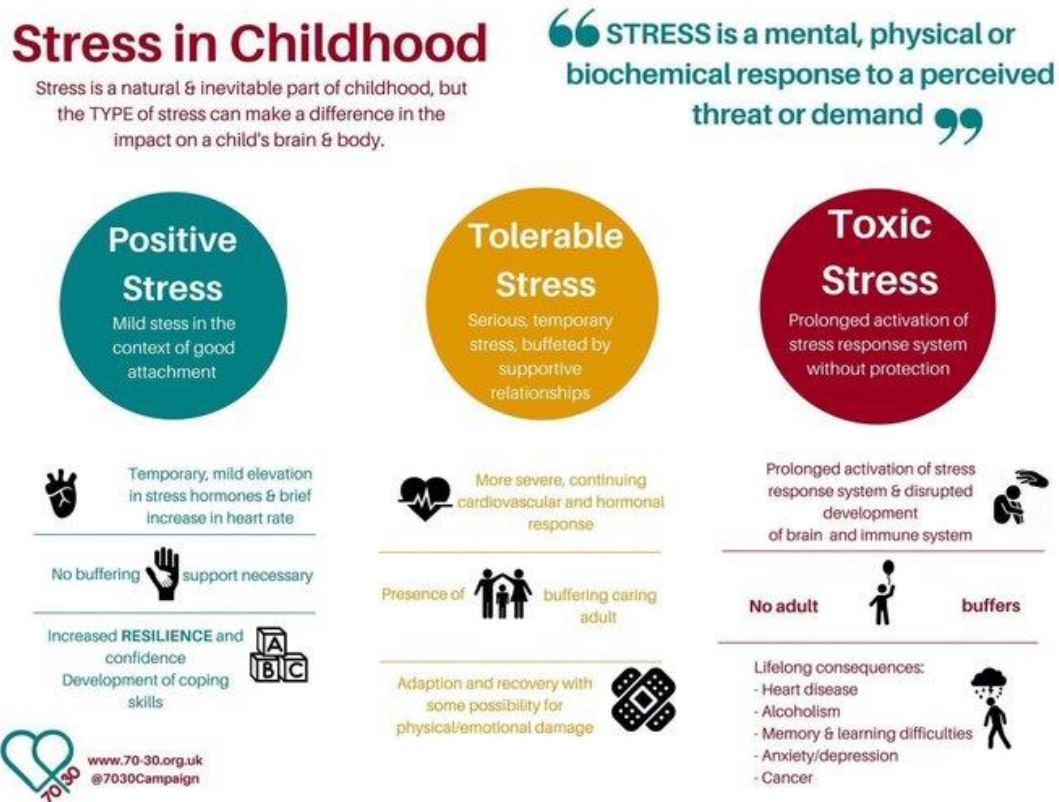 Stress in Childhood
Stress is a natural & inevitable part of childhood, but
the TYPE of stress can make a difference in the
impact on a child's brain & body.
“ STRESS is a mental, physical or
biochemical response to a perceived
threat or demand ”
Positive
Stress
Mild stess in the
context of good
attachment
Temporary, mild elevation
in stress hormones & brief
increase in heart rate
No buffering support necessary
Increased RESILIENCE and
confidence
Development of coping
skills
A
B C
Tolerable
Stress
Serious, temporary
stress, buffeted by
supportive
relationships
More severe, continuing
cardiovascular and hormonal
response
Presence of buffering caring
adult
Adaption and recovery with
some possibility for
physical/emotional damage
Toxic
Stress
Prolonged activation of
stress response system
without protection
Prolonged activation of stress
response system & disrupted
development
of brain and immune system
No adult buffers
Lifelong consequences:
- Heart disease
- Alcoholism
- Memory & learning difficulties
- Anxiety/depression
- Cancer
70/30
www.70-30.org.uk
@7030Campaign